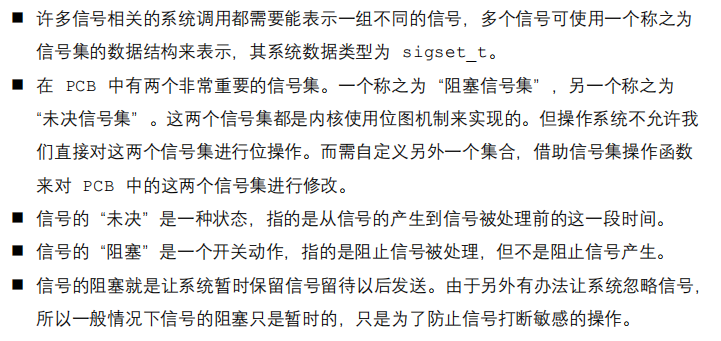 ■ 许多信号相关的系统调用都需要能表示一组不同的信号，多个信号可使用一个称之为
信号集的数据结构来表示，其系统数据类型为 sigset_t。
■ 在 PCB 中有两个非常重要的信号集。一个称之为 “阻塞信号集” ，另一个称之为
“未决信号集” 。这两个信号集都是内核使用位图机制来实现的。但操作系统不允许我
们直接对这两个信号集进行位操作。而需自定义另外一个集合，借助信号集操作函数
来对 PCB 中的这两个信号集进行修改。
■ 信号的 “未决” 是一种状态，指的是从信号的产生到信号被处理前的这一段时间。
■ 信号的 “阻塞” 是一个开关动作，指的是阻止信号被处理，但不是阻止信号产生。
■ 信号的阻塞就是让系统暂时保留信号留待以后发送。由于另外有办法让系统忽略信号，
所以一般情况下信号的阻塞只是暂时的，只是为了防止信号打断敏感的操作。